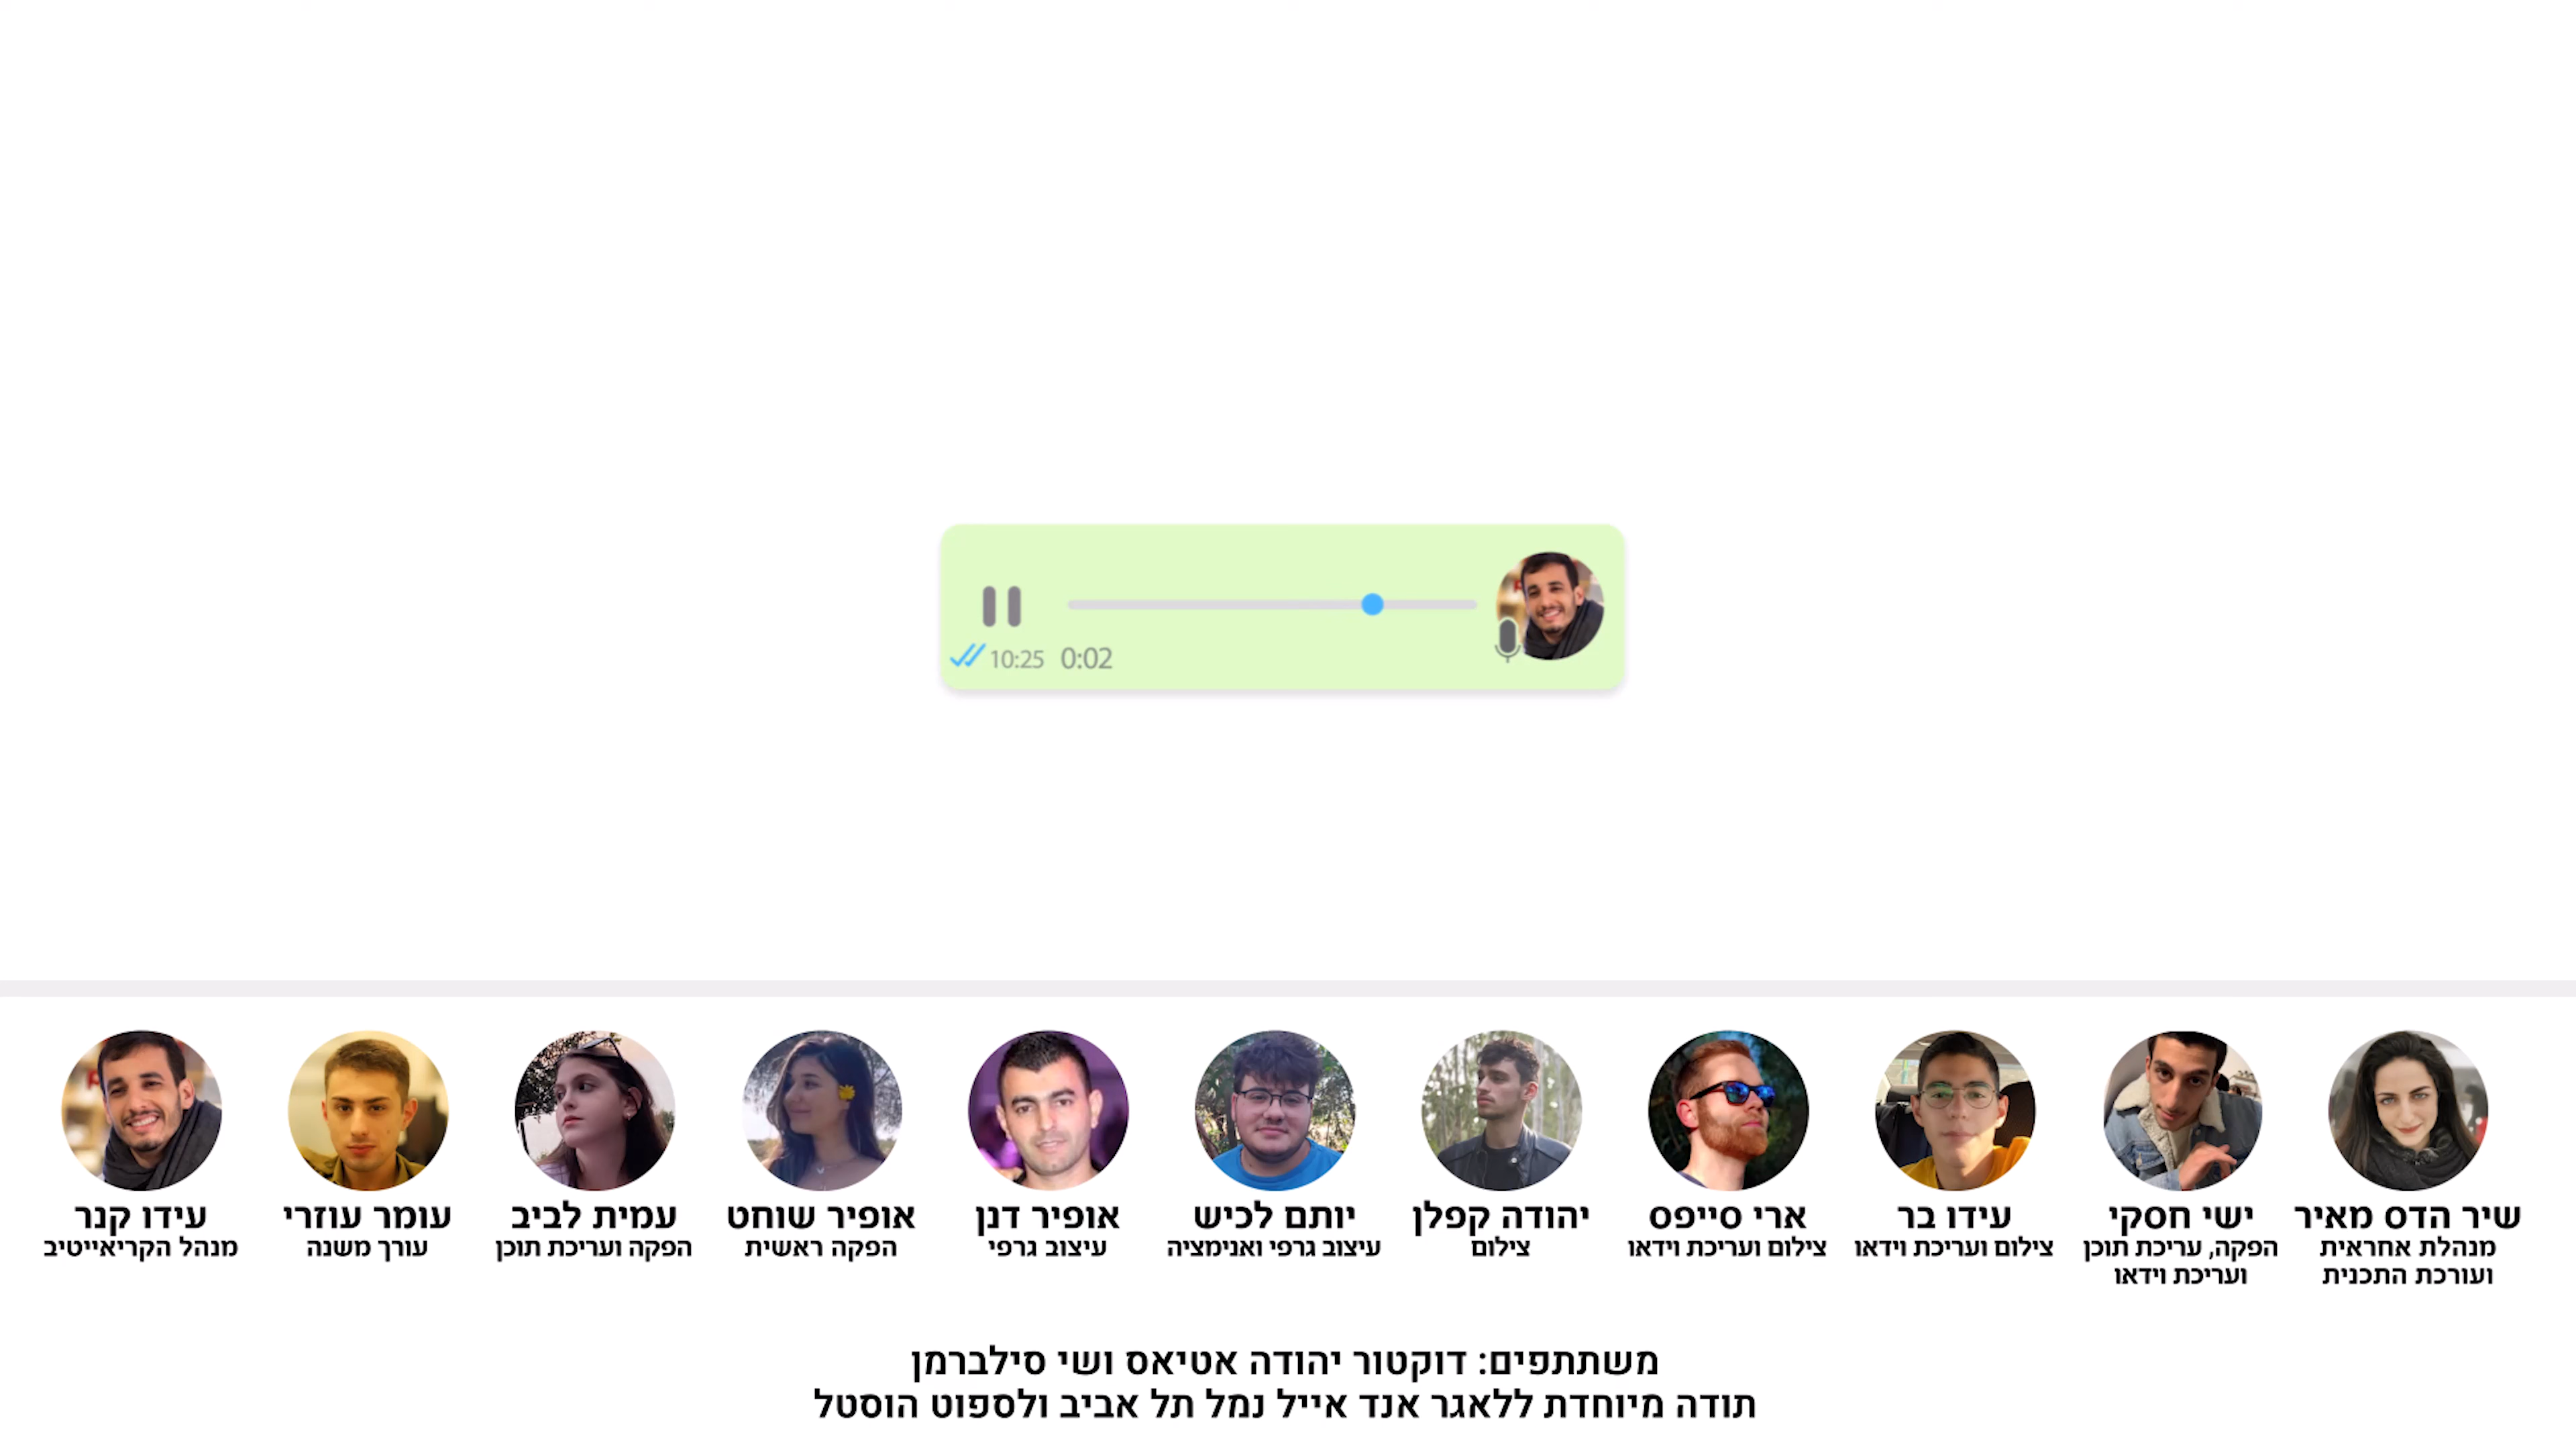 10:25 0:02
שיר הדס מאיר
מנהלת אחראית
ועורכת התכנית
ישי חסקי
הפקה, עריכת תוכן
ועריכת וידאו
עידו בר
צילום ועריכת וידאו
ארי סייפס
צילום ועריכת וידאו
יהודה קפלן
צילום
יותם לכיש
עיצוב גרפי ואנימציה
אופיר דנן
עיצוב גרפי
אופיר שוחט
הפקה ראשית
עמית לביב
הפקה ועריכת תוכן
עומר עוזרי
עורך משנה
עידו קנר
מנהל הקריאייטיב
משתתפים: דוקטור יהודה אטיאס ושי סילברמן
תודה מיוחדת ללאגר אנד אייל נמל תל אביב ולספוט הוסטל